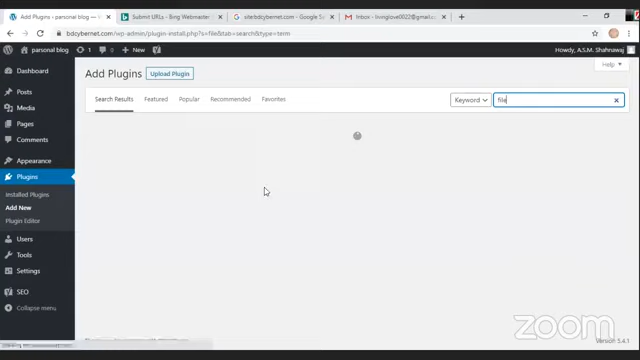 Add Plugins ‹ parsonal blog
Submit URLs - Bing Webmaster
site:bdcybernet.com - Google S
Inbox - livinglove0022@gmail.c
bdcybernet.com/wp-admin/plugin-install.php?s=file&tab=search&type=term
parsonal blog
0
New
Howdy, A.S.M. Shahnawaj
Dashboard
Posts
Media
Pages
Comments
Appearance
Plugins
Installed Plugins
Add New
Plugin Editor
Users
Tools
Settings
SEO
Collapse menu
Help
Add Plugins
Upload Plugin
Search Results
Featured
Popular
Recommended
Favorites
Keyword
file
zoom
Version 5.4.1